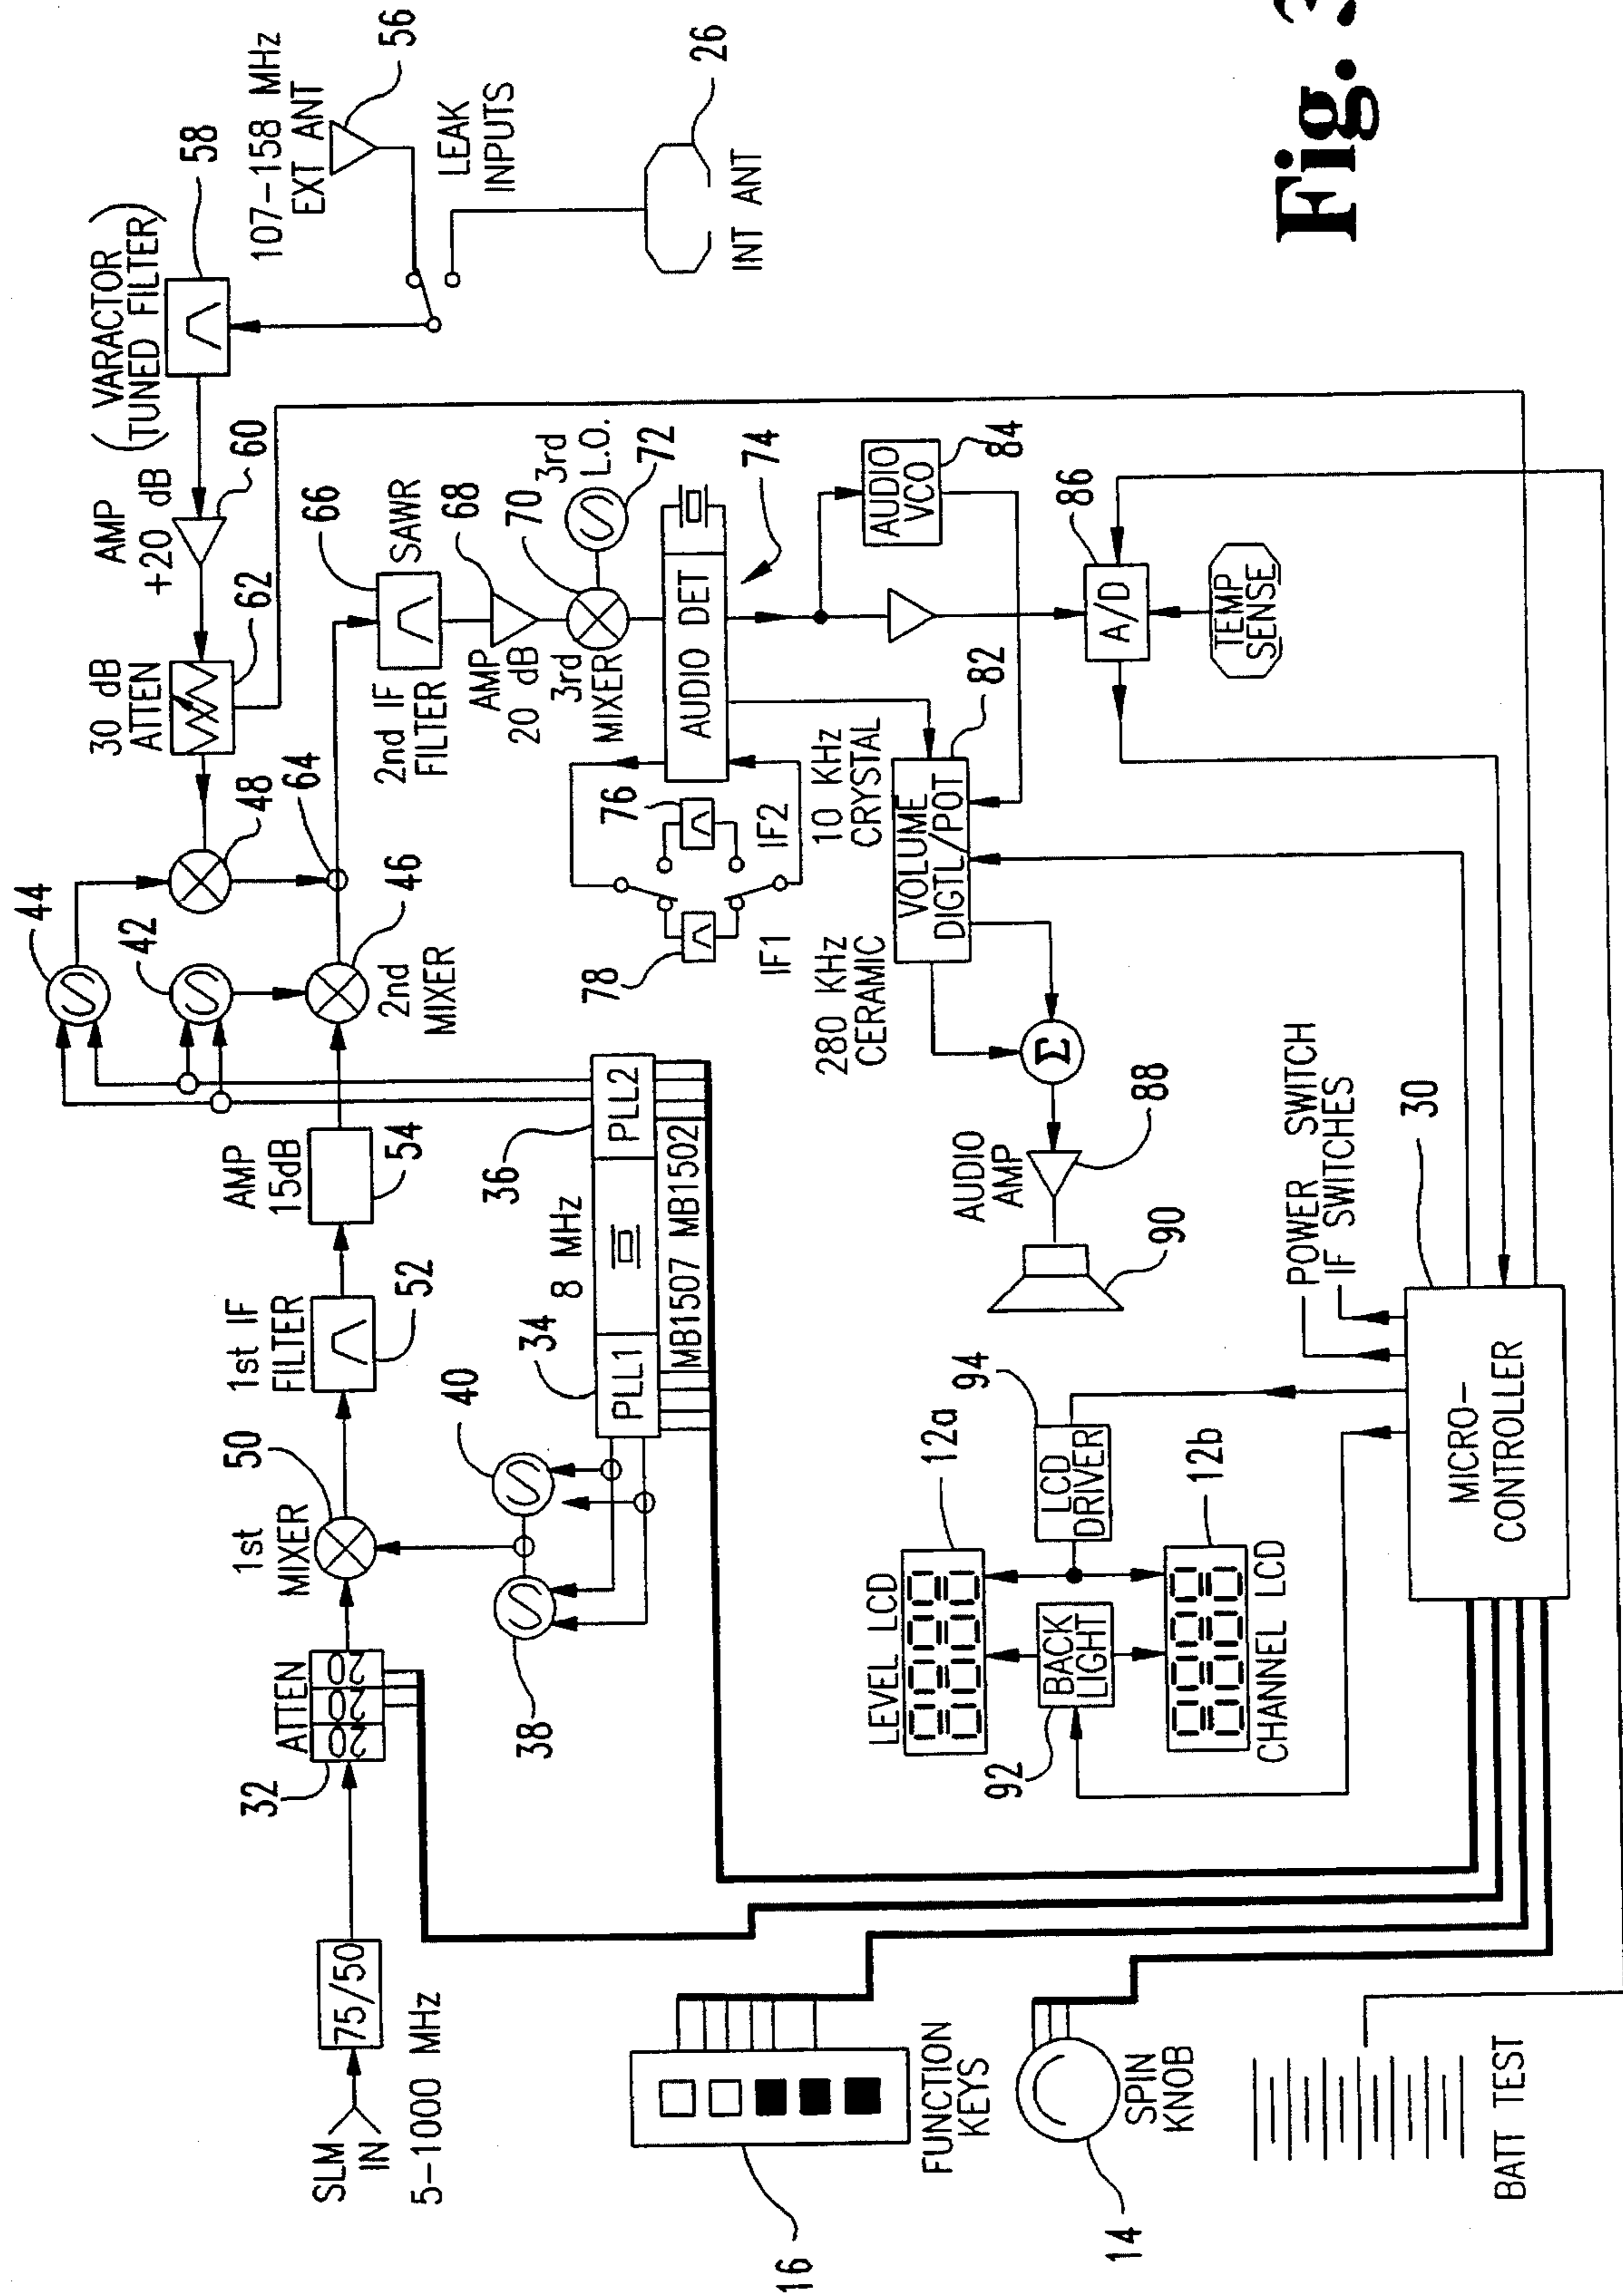 SLM
IN
5-1000 MHz
75/50
32
ATTEN
20 20 20
1st
MIXER
50
1st IF
FILTER
52
AMP
15dB
54
2nd
MIXER
46
42
44
48
64
30 dB
ATTEN
62
AMP
+20 dB
60
(VARACTOR
TUNED FILTER)
58
107-158 MHz
EXT ANT
56
LEAK
INPUTS
26
INT ANT
38
40
34
PLL1
8 MHz
PLL2
36
MB1507 MB1502
2nd IF
FILTER
66
SAWR
AMP
20 dB
68
3rd
MIXER
70
3rd
L.O.
72
AUDIO DET
74
76
78
IF1
IF2
280 KHz
CERAMIC
10 KHz
CRYSTAL
VOLUME
DIGTL/POT
82
AUDIO
VCO
84
A/D
86
TEMP
SENSE
Σ
AUDIO
AMP
88
90
16
FUNCTION
KEYS
14
SPIN
KNOB
BATT TEST
LEVEL LCD
12a
BACK
LIGHT
92
LCD
DRIVER
94
12b
CHANNEL LCD
POWER SWITCH
IF SWITCHES
30
MICRO-
CONTROLLER
Fig.